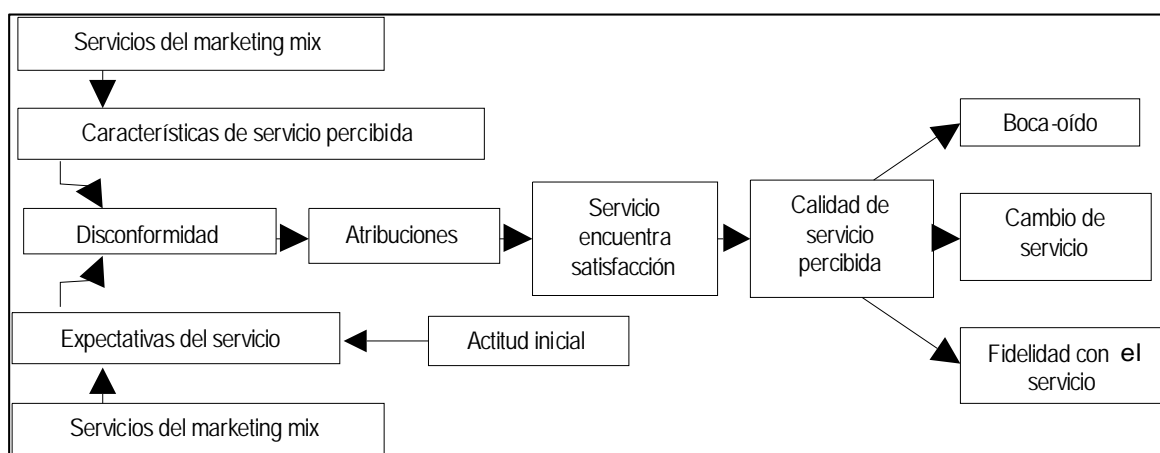 Servicios del marketing mix
Características de servicio percibida
Boca-oído
Disconformidad
Atribuciones
Servicio
encuentra
satisfacción
Calidad de
servicio
percibida
Cambio de
servicio
Expectativas del servicio
Actitud inicial
Fidelidad con el
servicio
Servicios del marketing mix